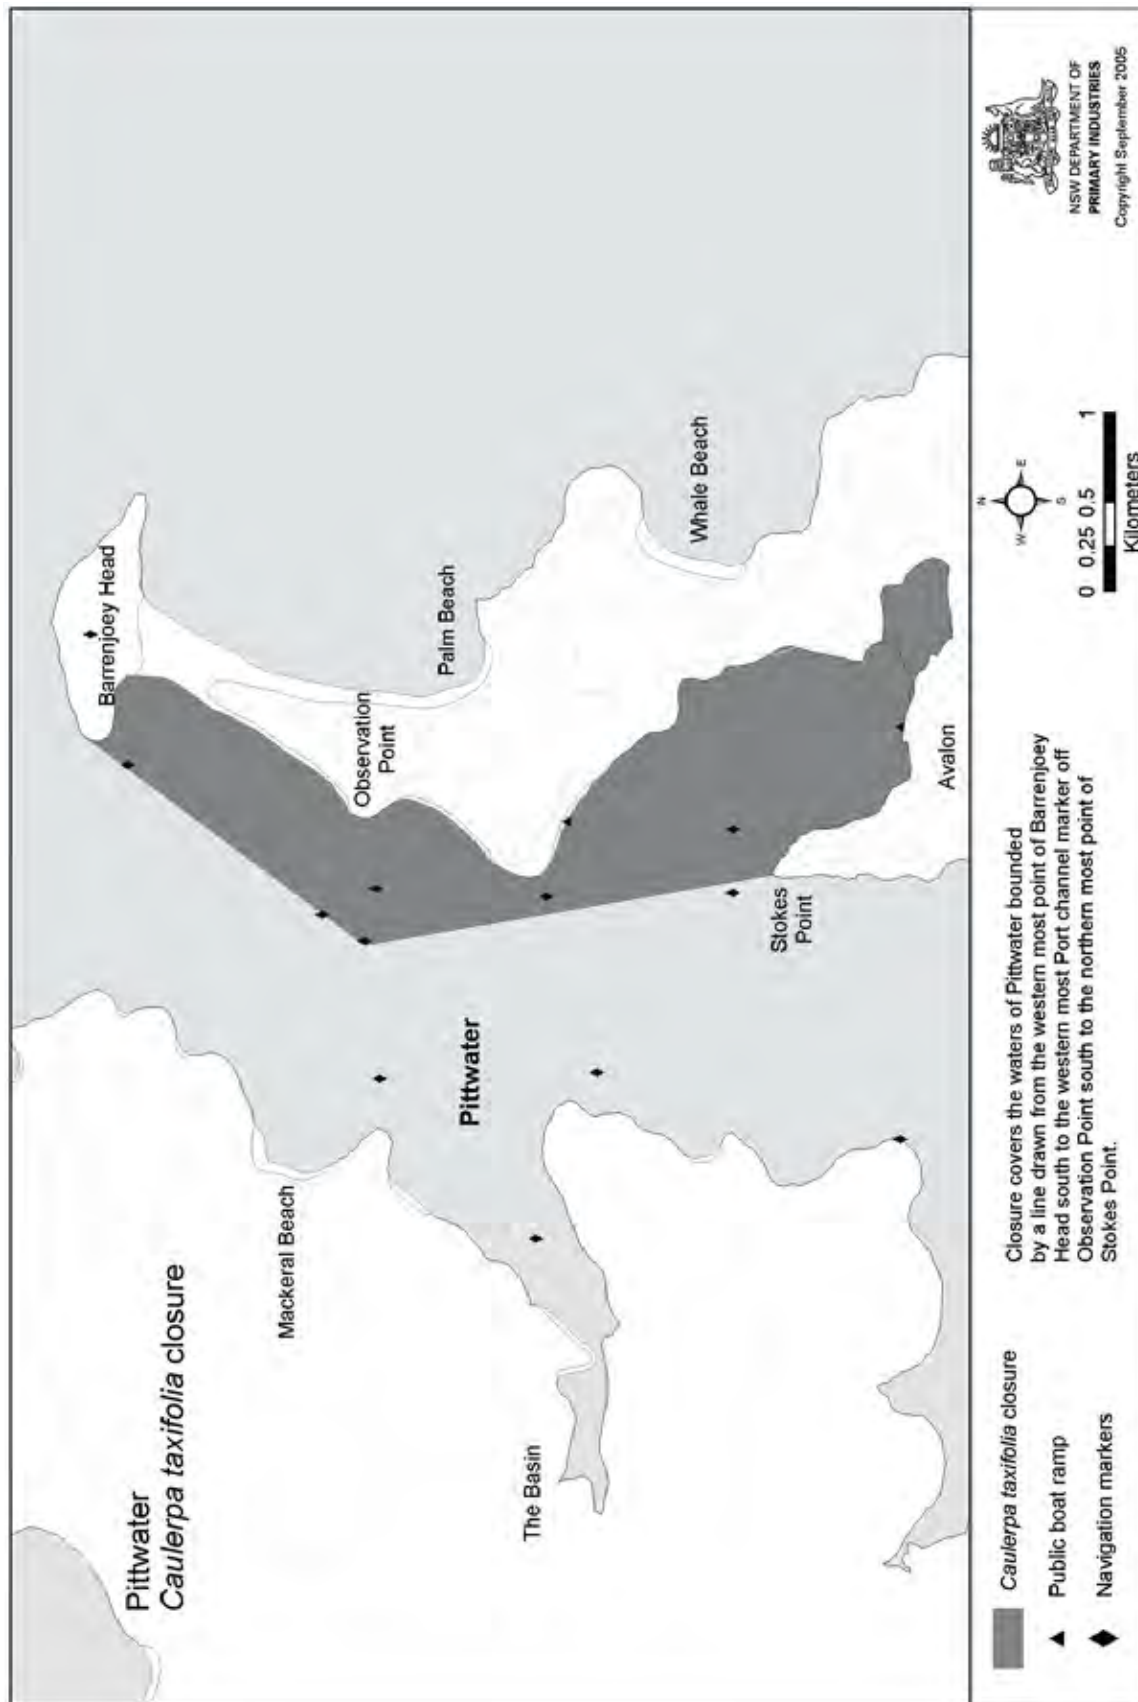 Pittwater
Caulerpa taxifolia closure
Barrenjoey Head
Mackeral Beach
Observation
Point
Palm Beach
Pittwater
The Basin
Whale Beach
Stokes
Point
Avalon
Caulerpa taxifolia closure
Public boat ramp
Navigation markers
Closure covers the waters of Pittwater bounded
by a line drawn from the western most point of Barrenjoey
Head south to the western most Port channel marker off
Observation Point south to the northern most point of
Stokes Point.
N
W
E
S
0 0.25 0.5 1
Kilometers
NSW DEPARTMENT OF
PRIMARY INDUSTRIES
Copyright September 2005